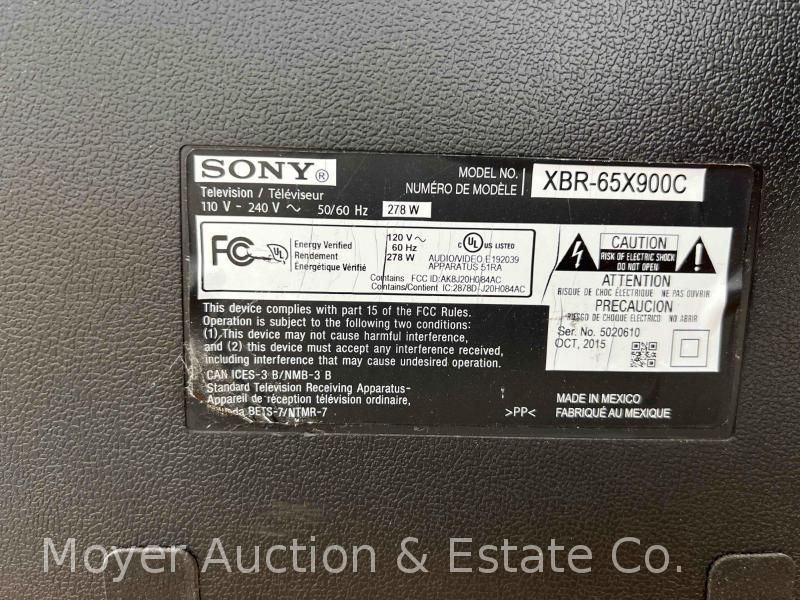 SONY®
MODEL NO.
NUMÉRO DE MODÈLE
XBR-65X900C
Television / Téléviseur
110 V - 240 V ~ 50/60 Hz 278 W
FC
UL
Energy Verified
Rendement
Énergétique Vérifié
120 V ~
60 Hz
278 W
c UL US LISTED
AUDIO/VIDEO E192039
APPARATUS 51RA
Contains FCC ID:AK8J20H084AC
Contains/Contient IC:2878D-J20H084AC
CAUTION
RISK OF ELECTRIC SHOCK
DO NOT OPEN
ATTENTION
RISQUE DE CHOC ÉLECTRIQUE NE PAS OUVRIR
PRECAUCION
RIESGO DE CHOQUE ELECTRICO NO ABRIR
Ser. No. 5020610
OCT, 2015
This device complies with part 15 of the FCC Rules.
Operation is subject to the following two conditions:
(1) This device may not cause harmful interference,
and (2) this device must accept any interference received,
including interference that may cause undesired operation.
CAN ICES-3 B/NMB-3 B
Standard Television Receiving Apparatus-
Appareil de réception télévision ordinaire,
BETS-7/NTMR-7
>PP<
MADE IN MEXICO
FABRIQUÉ AU MEXIQUE
Moyer Auction & Estate Co.